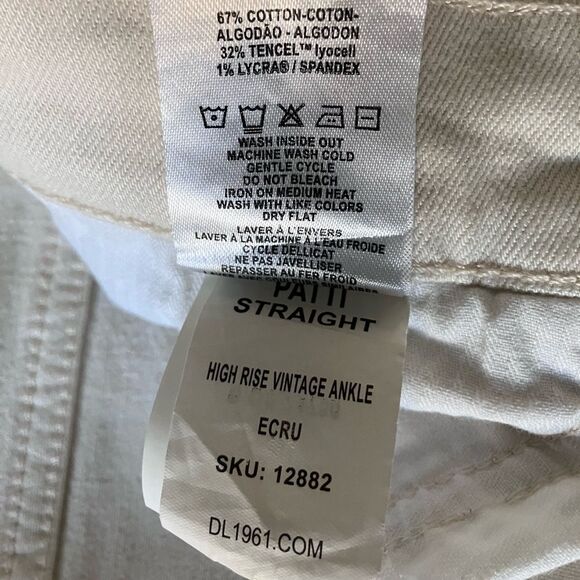 67% COTTON-COTON-
ALGODÃO - ALGODON
32% TENCEL™ lyocell
1% LYCRA® / SPANDEX
WASH INSIDE OUT
MACHINE WASH COLD
GENTLE CYCLE
DO NOT BLEACH
IRON ON MEDIUM HEAT
WASH WITH LIKE COLORS
DRY FLAT
LAVER À L'ENVERS
LAVER À LA MACHINE À L'EAU FROIDE
CYCLE DELLICAT
NE PAS JAVELLISER
REPASSER AU FER FROID
PATTI
STRAIGHT
HIGH RISE VINTAGE ANKLE
ECRU
SKU: 12882
DL1961.COM